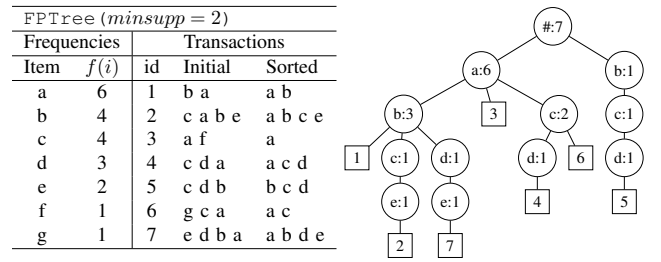 FPTree (minsupp = 2)
Frequencies Transactions
Item f(i) id Initial Sorted
a 6 1 b a a b
b 4 2 c a b e a b c e
c 4 3 a f a
d 3 4 c d a a c d
e 2 5 c d b b c d
f 1 6 g c a a c
g 1 7 e d b a a b d e
#:7
a:6 b:1
b:3 3 c:2 c:1
1 c:1 d:1 d:1 6 d:1
e:1 e:1 4 5
2 7